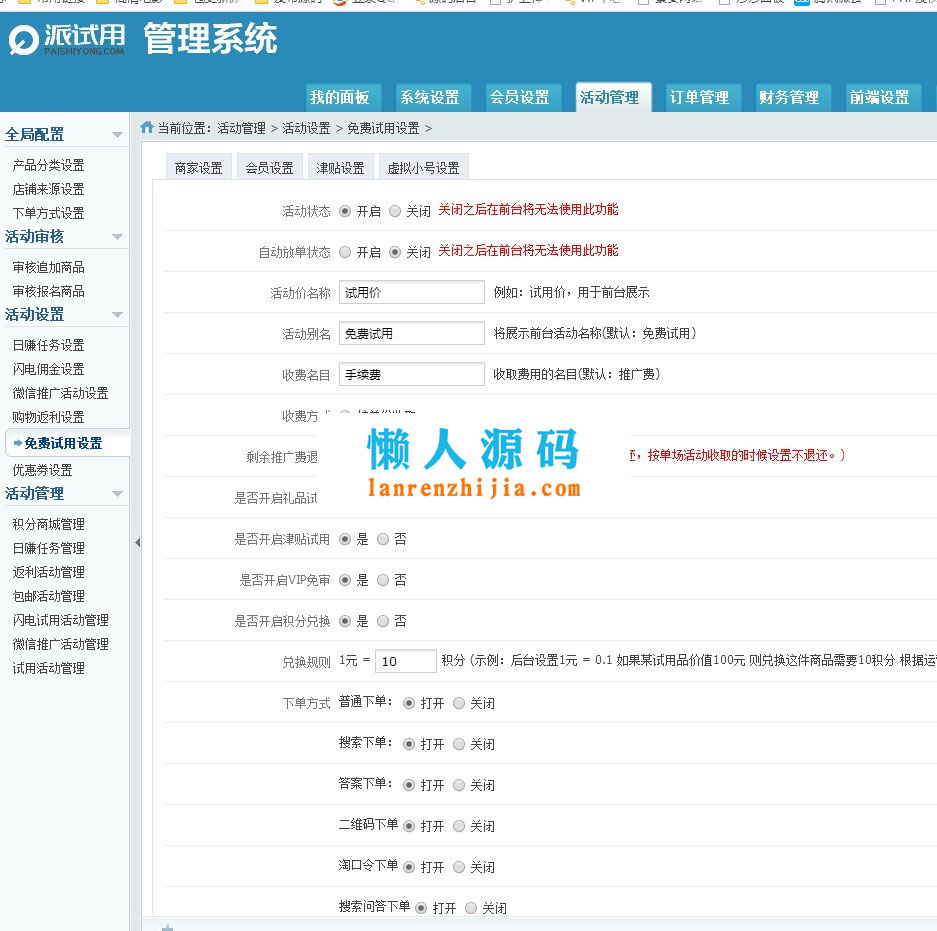 派试用
PAISHIYONG.COM
管理系统
我的面板 系统设置 会员设置 活动管理 订单管理 财务管理 前端设置
当前位置：活动管理 > 活动设置 > 免费试用设置 >
全局配置
产品分类设置
店铺来源设置
下单方式设置
活动审核
审核追加商品
审核报名商品
活动设置
日赚任务设置
闪电佣金设置
微信推广活动设置
购物返利设置
免费试用设置
优惠券设置
活动管理
积分商城管理
日赚任务管理
返利活动管理
包邮活动管理
闪电试用活动管理
微信推广活动管理
试用活动管理
商家设置 会员设置 津贴设置 虚拟小号设置
活动状态 开启 关闭 关闭之后在前台将无法使用此功能
自动放单状态 开启 关闭 关闭之后在前台将无法使用此功能
活动价名称 试用价 例如：试用价，用于前台展示
活动别名 免费试用 将展示前台活动名称(默认：免费试用)
收费名目 手续费 收取费用的名目(默认：推广费)
收费方
剩余推广费退 还，按单场活动收取的时候设置不退还。)
是否开启礼品试
懒人源码
lanrenzhijia.com
是否开启津贴试用 是 否
是否开启VIP免审 是 否
是否开启积分兑换 是 否
兑换规则 1元 = 10 积分 (示例：后台设置1元 = 0.1 如果某试用品价值100元 则兑换这件商品需要10积分 根据运
下单方式 普通下单： 打开 关闭
搜索下单： 打开 关闭
答案下单： 打开 关闭
二维码下单 打开 关闭
淘口令下单 打开 关闭
搜索问答下单 打开 关闭